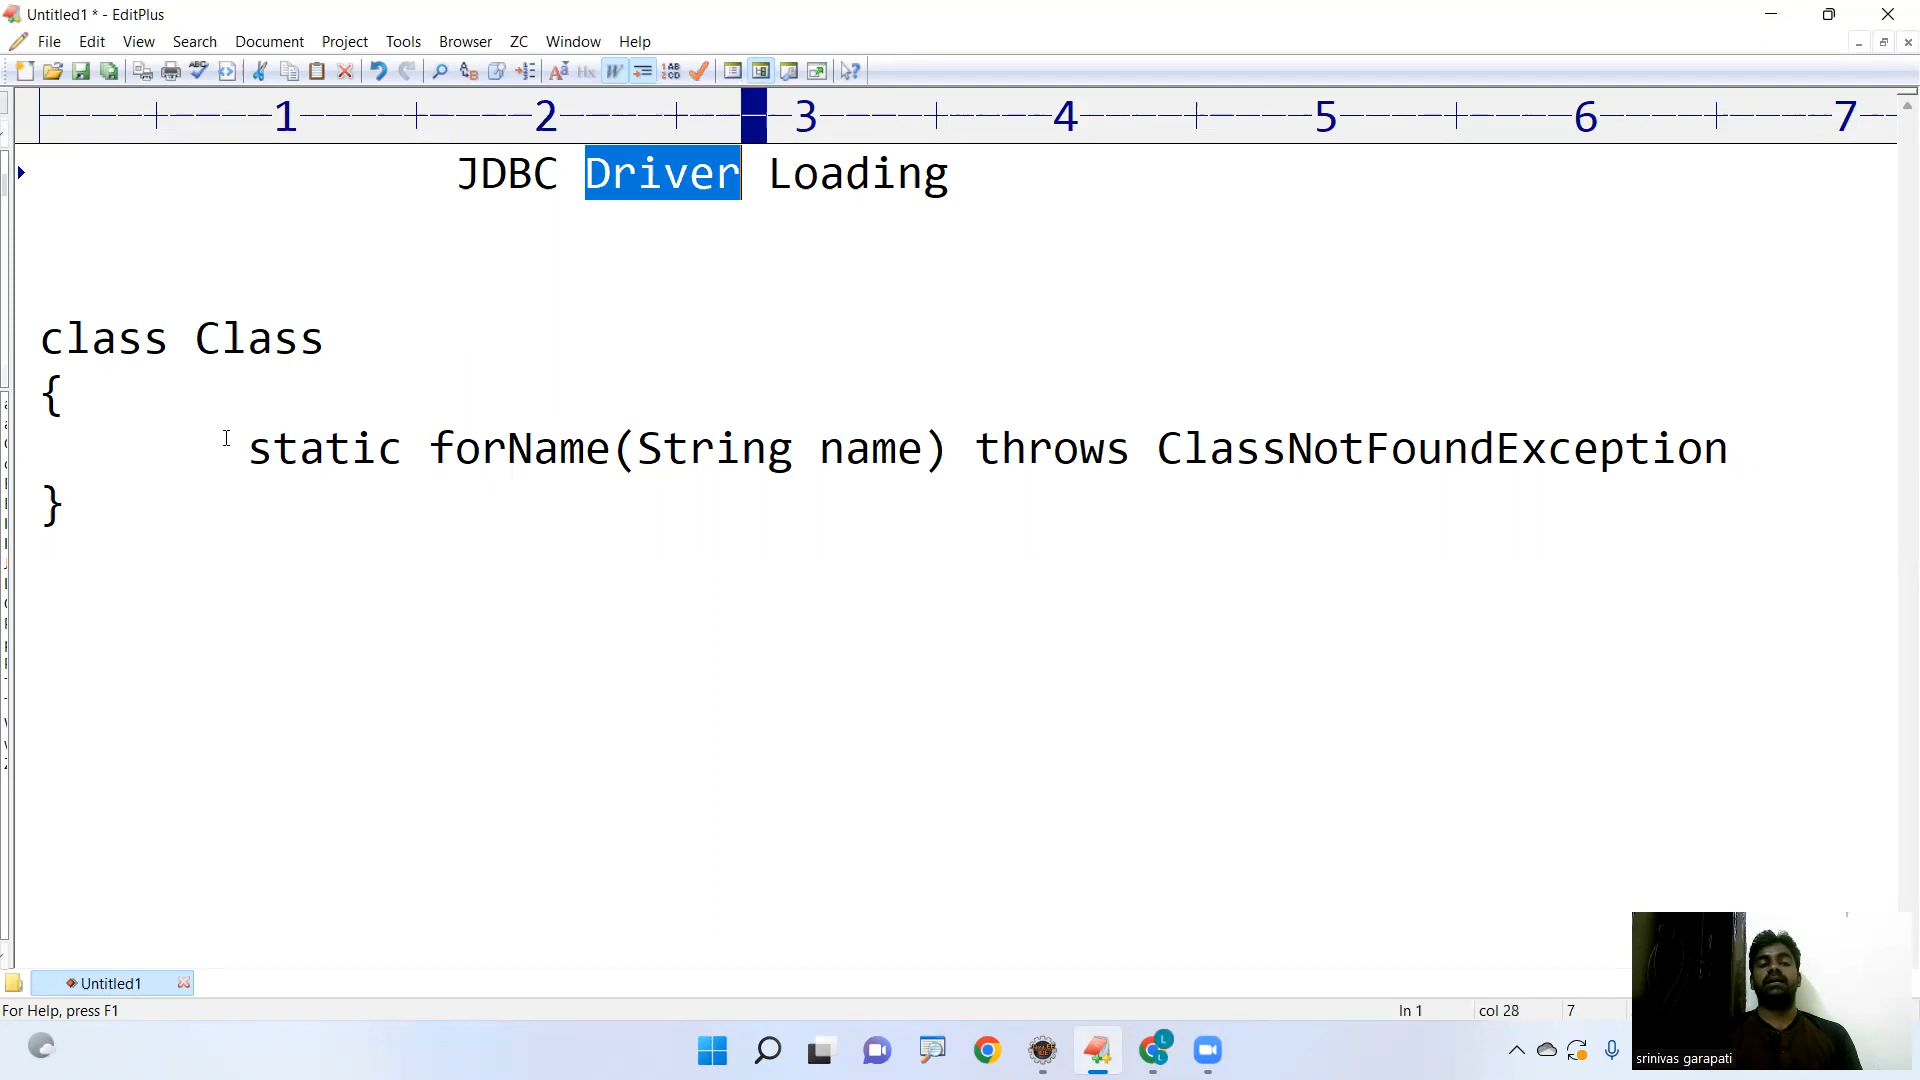 Untitled1 * - EditPlus
File Edit View Search Document Project Tools Browser ZC Window Help
1 2 3 4 5 6 7
JDBC Driver Loading
class Class
{
static forName(String name) throws ClassNotFoundException
}
Untitled1
For Help, press F1
ln 1 col 28 7
srinivas garapati